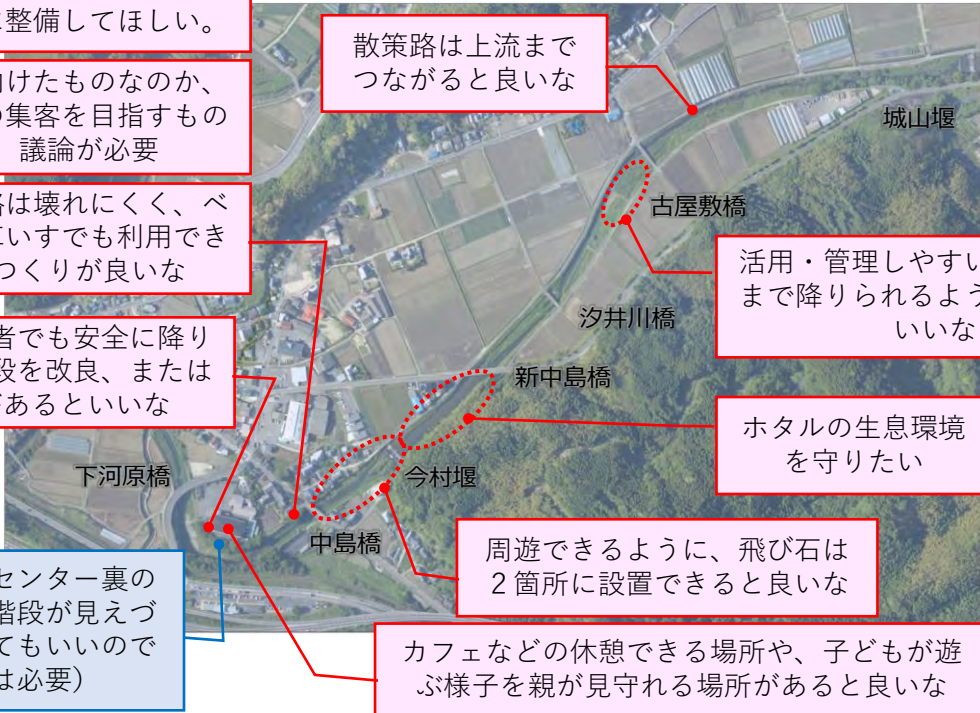 整備してほしい。
散策路は上流まで
つながると良いな
けたものなのか、
集客を目指すもの
議論が必要
城山堰
は壊れにくく、ベ
いすでも利用でき
つくりが良いな
古屋敷橋
活用・管理しやすい
まで降りられるよう
いいな
汐井川橋
者でも安全に降り
段を改良、または
があるといいな
新中島橋
ホタルの生息環境
を守りたい
下河原橋
今村堰
中島橋
周遊できるように、飛び石は
2箇所に設置できると良いな
センター裏の
階段が見えづ
てもいいので
は必要）
カフェなどの休憩できる場所や、子どもが遊
ぶ様子を親が見守れる場所があると良いな